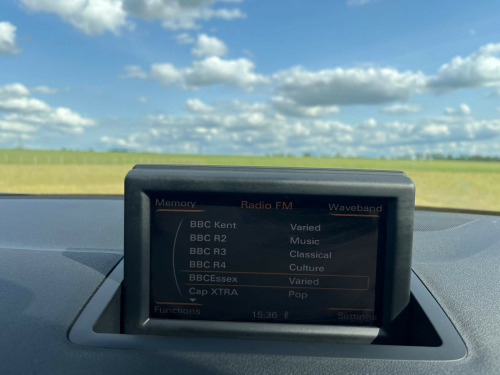 Memory Radio FM Waveband
BBC Kent Varied
BBC R2 Music
BBC R3 Classical
BBC R4 Culture
BBCEssex Varied
Cap XTRA Pop
Functions 15:36 Settings